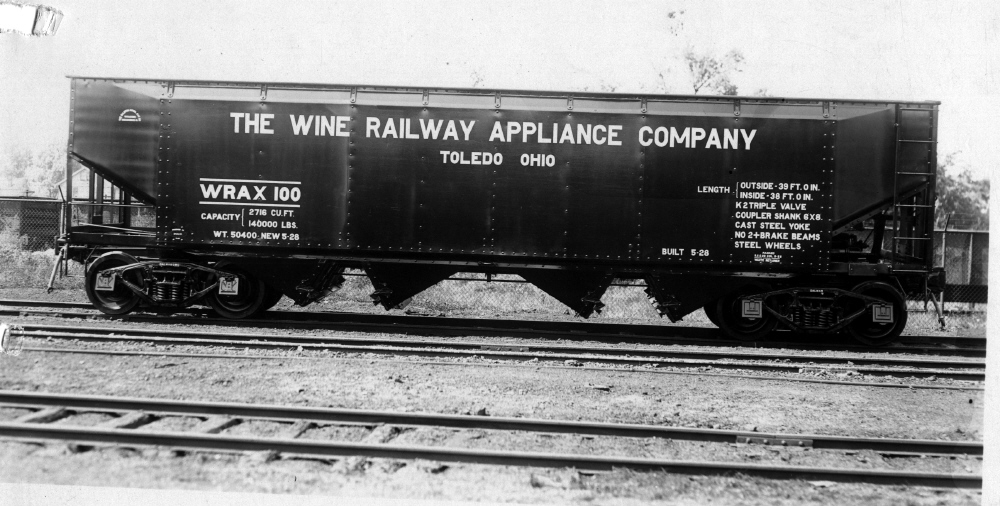 THE WINE RAILWAY APPLIANCE COMPANY
TOLEDO OHIO
WRAX 100
CAPACITY 2716 CU.FT.
140000 LBS.
WT. 50400 NEW 5-28
LENGTH OUTSIDE-39 FT. 0 IN.
INSIDE-38 FT. 0 IN.
K2 TRIPLE VALVE
COUPLER SHANK 6X8.
CAST STEEL YOKE
NO 2+BRAKE BEAMS
STEEL WHEELS
BUILT 5-28